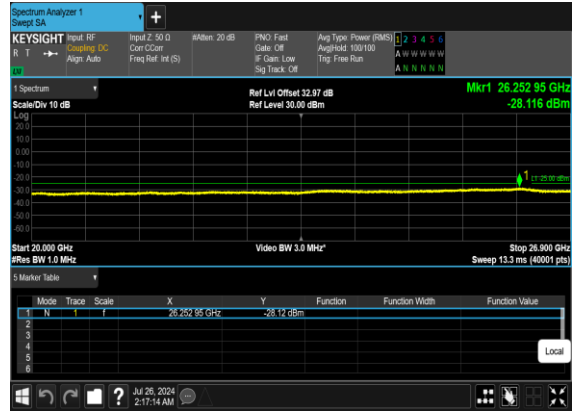 Spectrum Analyzer 1
Swept SA
+
KEYSIGHT Input: RF Input Z: 50 Ω #Atten: 20 dB PNO: Fast Avg Type: Power (RMS) 1 2 3 4 5 6
R T Coupling: DC Corr CCorr Gate: Off Avg|Hold: 100/100 A W W W W W
Align: Auto Freq Ref: Int (S) IF Gain: Low Trig: Free Run
Sig Track: Off A N N N N N
1 Spectrum Ref Lvl Offset 32.97 dB Mkr1 26.252 95 GHz
Scale/Div 10 dB Ref Level 30.00 dBm -28.116 dBm
Log
20.0
10.0
0.00
-10.0
-20.0
1
-30.0
-40.0
-50.0
-60.0
Start 20.000 GHz Video BW 3.0 MHz* Stop 26.900 GHz
#Res BW 1.0 MHz Sweep 13.3 ms (40001 pts)
5 Marker Table
Mode Trace Scale X Y Function Function Width Function Value
1 N 1 f 26.252 95 GHz -28.12 dBm
2
3
4
5
6
Local
? Jul 26, 2024
2:17:14 AM